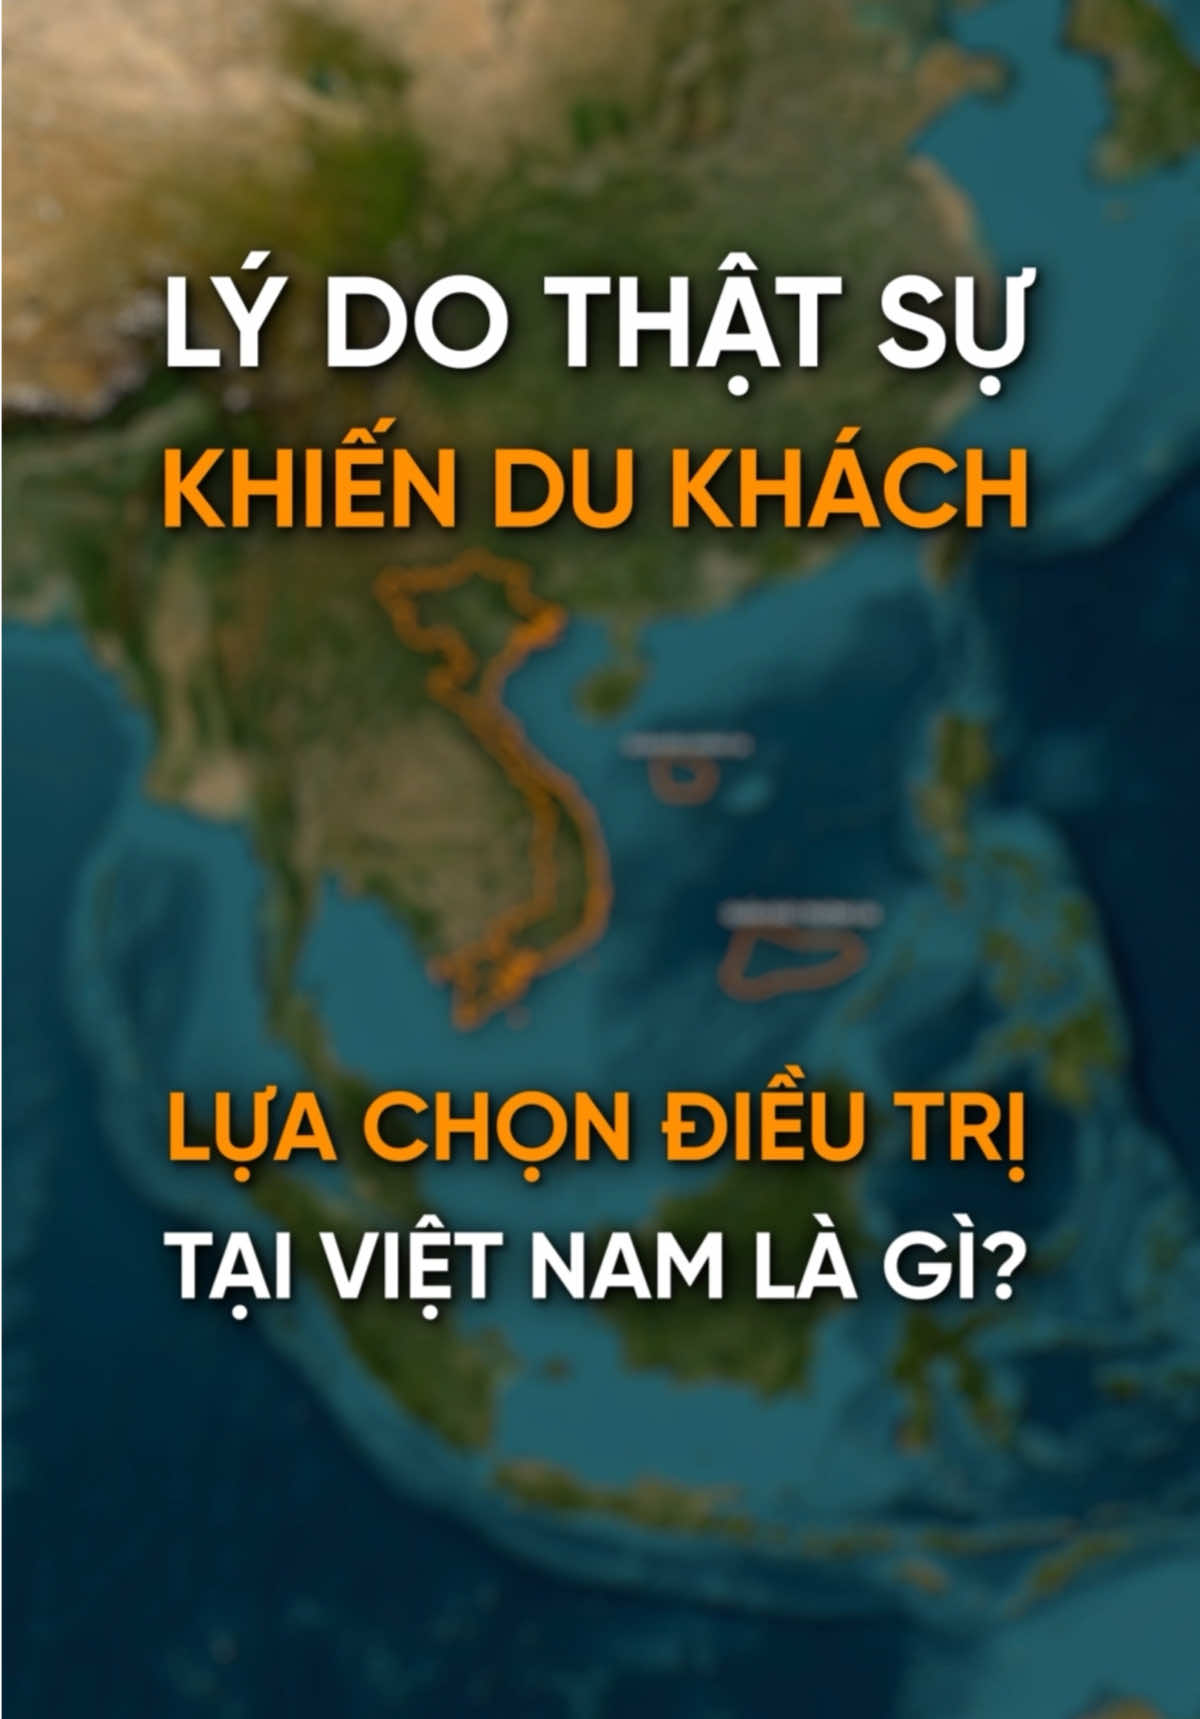 LÝ DO THẬT SỰ
KHIẾN DU KHÁCH
LỰA CHỌN ĐIỀU TRỊ
TẠI VIỆT NAM LÀ GÌ?